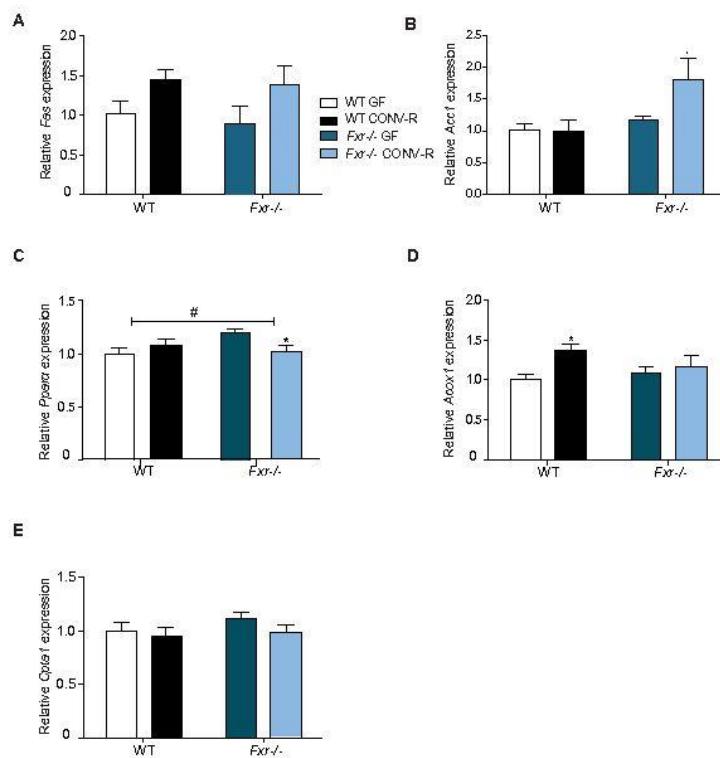 A
Relative Fas expression
2.0
1.5
1.0
0.5
0
WT
Fxr-/-
WT GF
WT CONV-R
Fxr-/- GF
Fxr-/- CONV-R
B
Relative Acc1 expression
2.5
2.0
1.5
1.0
0.5
0.0
WT
Fxr-/-
C
Relative Pparα expression
1.5
1.0
0.5
0
#
*
WT
Fxr-/-
D
Relative Acox1 expression
2.0
1.5
1.0
0.5
0
*
WT
Fxr-/-
E
Relative Cpta1 expression
1.5
1.0
0.5
0
WT
Fxr-/-